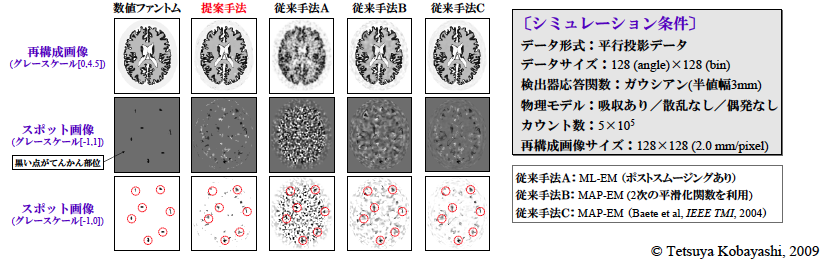 数値ファントム 提案手法 従来手法A 従来手法B 従来手法C
再構成画像
(グレースケール[0,4.5])
スポット画像
(グレースケール[-1,1])
黒い点がてんかん部位
スポット画像
(グレースケール[-1,0])
〔シミュレーション条件〕
データ形式：平行投影データ
データサイズ：128 (angle)×128 (bin)
検出器応答関数：ガウシアン(半値幅3mm)
物理モデル：吸収あり／散乱なし／偶発なし
カウント数：5×10⁵
再構成画像サイズ：128×128 (2.0 mm/pixel)
従来手法A：ML-EM (ポストスムージングあり)
従来手法B：MAP-EM (2次の平滑化関数を利用)
従来手法C：MAP-EM (Baete et al, IEEE TMI, 2004)
© Tetsuya Kobayashi, 2009